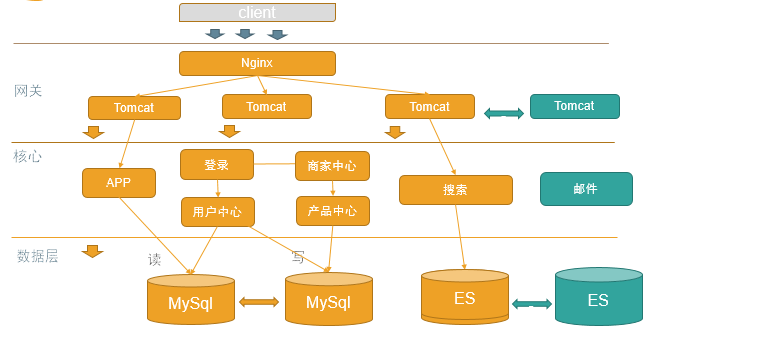 client
Nginx
网关
Tomcat
Tomcat
Tomcat
Tomcat
核心
APP
登录
商家中心
用户中心
产品中心
搜索
邮件
数据层
读
写
MySql
MySql
ES
ES